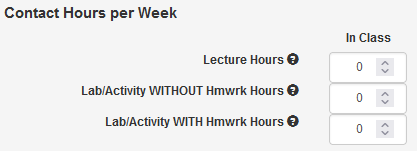 Contact Hours per Week
In Class
Lecture Hours ? 0
Lab/Activity WITHOUT Hmwrk Hours ? 0
Lab/Activity WITH Hmwrk Hours ? 0